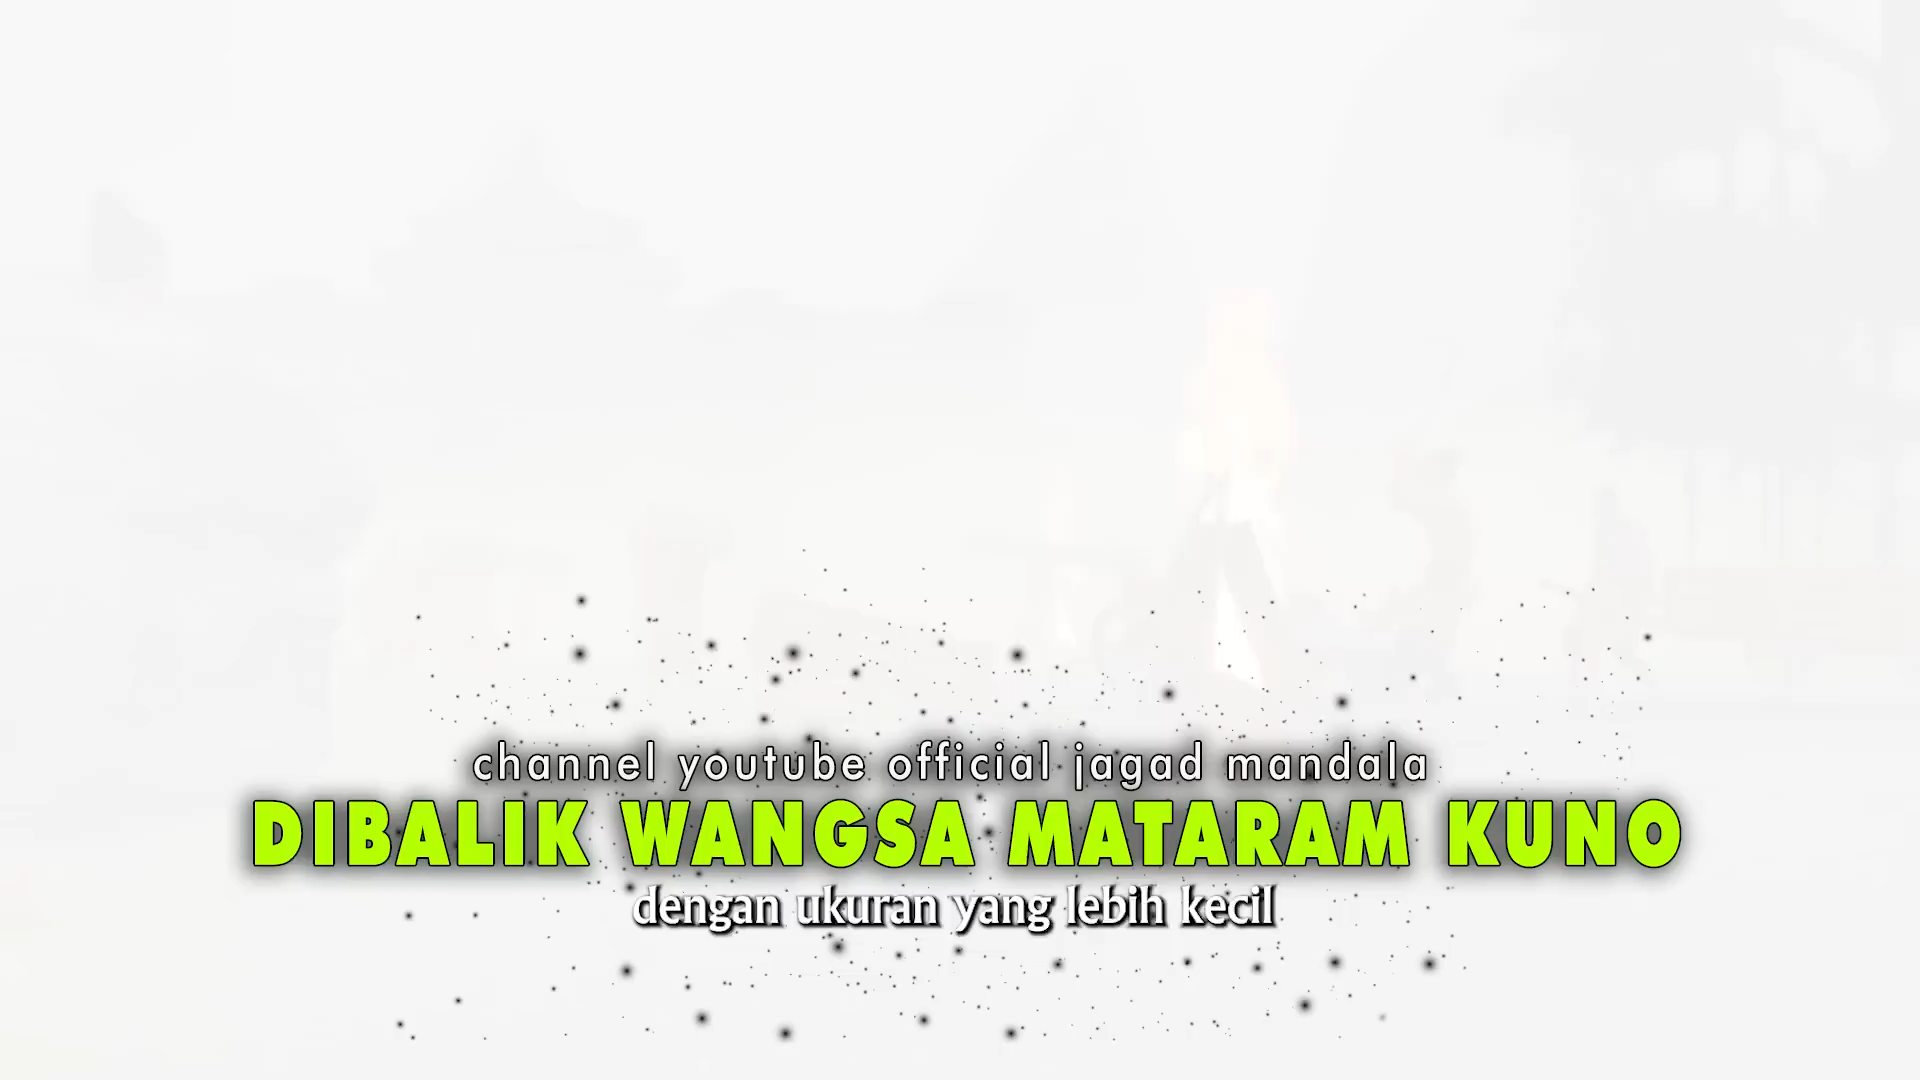 channel youtube official jagad mandala
DIBALIK WANGSA MATARAM KUNO
dengan ukuran yang lebih kecil